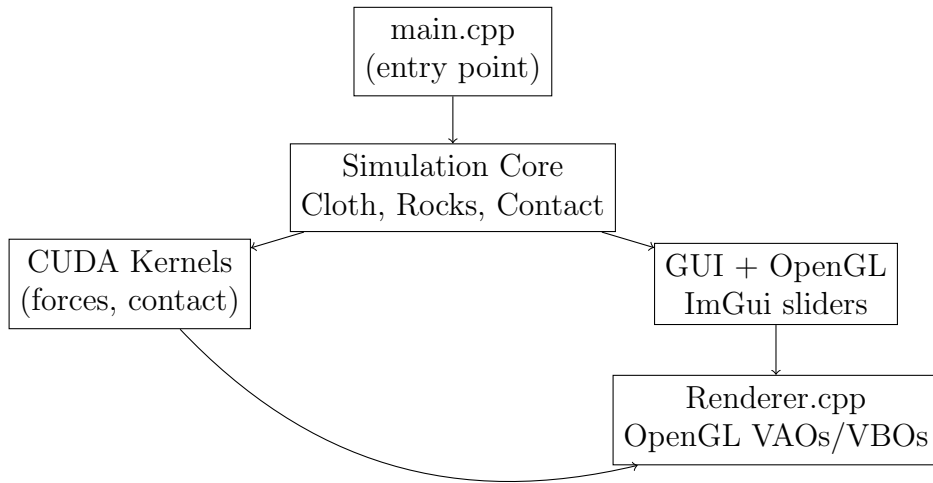 main.cpp
(entry point)
Simulation Core
Cloth, Rocks, Contact
CUDA Kernels
(forces, contact)
GUI + OpenGL
ImGui sliders
Renderer.cpp
OpenGL VAOs/VBOs